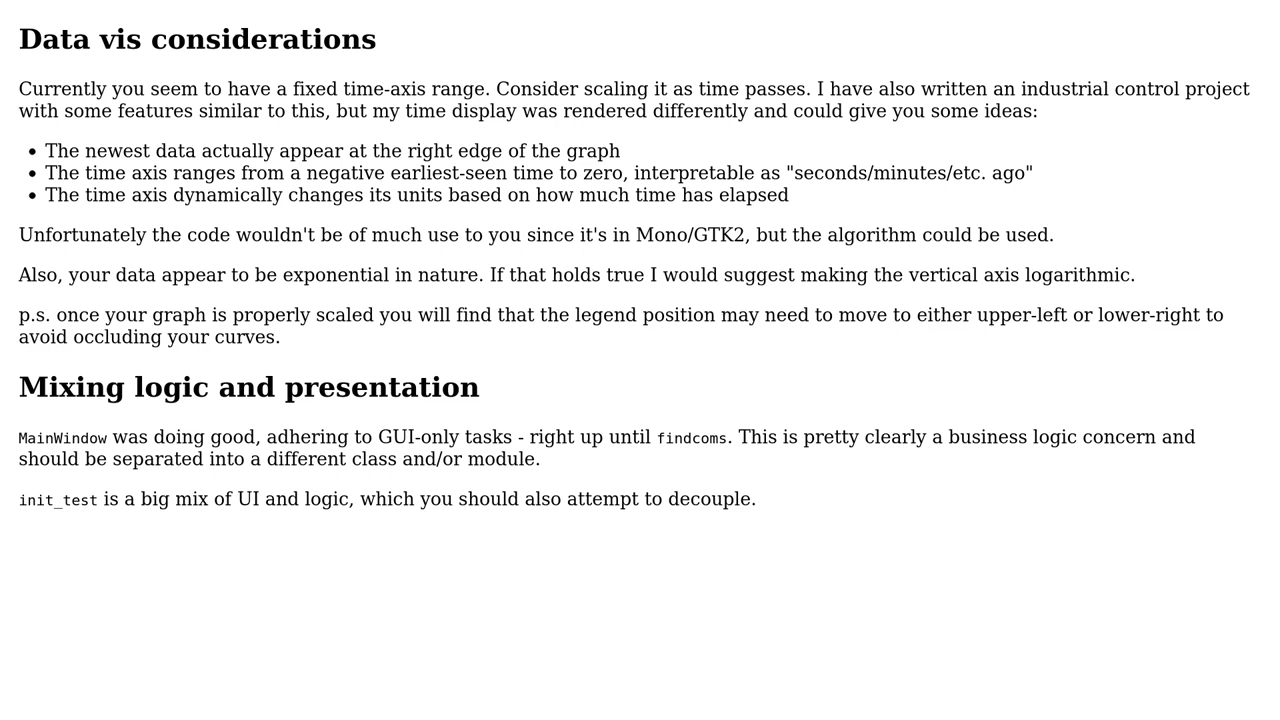 Data vis considerations
Currently you seem to have a fixed time-axis range. Consider scaling it as time passes. I have also written an industrial control project
with some features similar to this, but my time display was rendered differently and could give you some ideas:
• The newest data actually appear at the right edge of the graph
• The time axis ranges from a negative earliest-seen time to zero, interpretable as "seconds/minutes/etc. ago"
• The time axis dynamically changes its units based on how much time has elapsed
Unfortunately the code wouldn't be of much use to you since it's in Mono/GTK2, but the algorithm could be used.
Also, your data appear to be exponential in nature. If that holds true I would suggest making the vertical axis logarithmic.
p.s. once your graph is properly scaled you will find that the legend position may need to move to either upper-left or lower-right to
avoid occluding your curves.
Mixing logic and presentation
MainWindow was doing good, adhering to GUI-only tasks - right up until findcoms. This is pretty clearly a business logic concern and
should be separated into a different class and/or module.
init_test is a big mix of UI and logic, which you should also attempt to decouple.